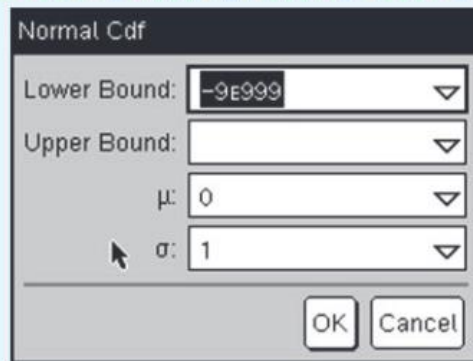 Normal Cdf
Lower Bound: -9E999
Upper Bound:
μ: 0
σ: 1
OK Cancel